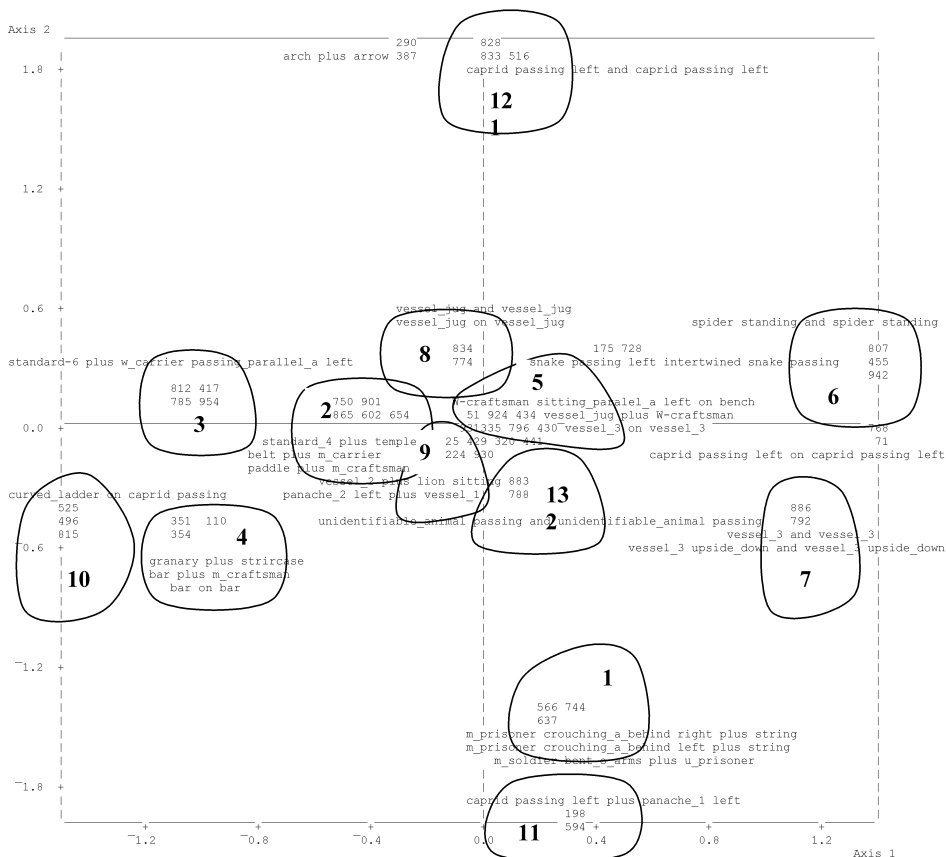 Axis 2
290 828
arch plus arrow 387 833 516
1.8 caprid passing left and caprid passing left
12
1
1.2
vessel_jug and vessel_jug
0.6
vessel_jug on vessel_jug spider standing and spider standing
8 834 175 728 807
standard-6 plus w_carrier passing_parallel_a left 774 snake passing left intertwined snake passing 455
812 417 5 942
785 954 2 750 901 W-craftsman sitting_paralel_a left on bench 6
3 865 602 654 51 924 434 vessel_jug plus W-craftsman
0.0 335 796 430 vessel_3 on vessel_3 768
standard_4 plus temple 25 429 320 441 71
belt plus m_carrier 9 224 930 caprid passing left on caprid passing left
paddle plus m_craftsman
vessel_2 plus lion sitting 883
curved_ladder on caprid passing panache_2 left plus vessel_1 788 13
525 886
496 351 110 unidentifiable_animal passing and unidentifiable_animal passing 792
2
815 354 4 vessel_3 and vessel_3
‾0.6 vessel_3 upside_down and vessel_3 upside_down
granary plus strircase
10 bar plus m_craftsman 7
bar on bar
‾1.2
1
566 744
637
m_prisoner crouching_a_behind right plus string
m_prisoner crouching_a_behind left plus string
m_soldier bent_o_arms plus u_prisoner
‾1.8
caprid passing left plus panache_1 left
198
11 594
‾1.2 ‾0.8 ‾0.4 0.0 0.4 0.8 1.2
Axis 1